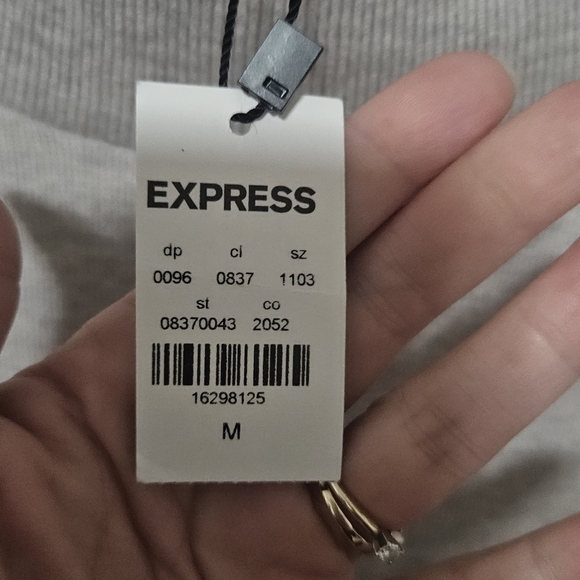 EXPRESS
dp cl sz
0096 0837 1103
st co
08370043 2052
16298125
M